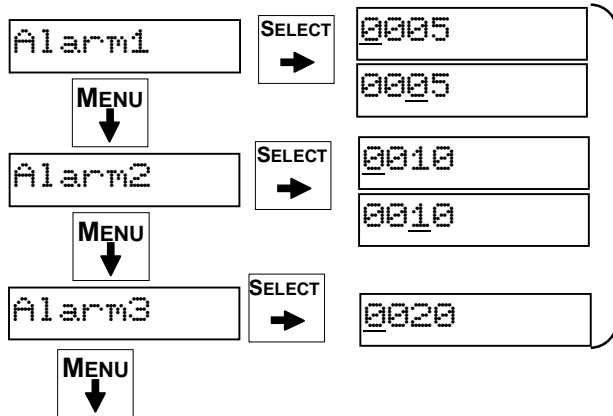 Alarm1
SELECT
0005
0005
MENU
Alarm2
SELECT
0010
0010
MENU
Alarm3
SELECT
0020
MENU